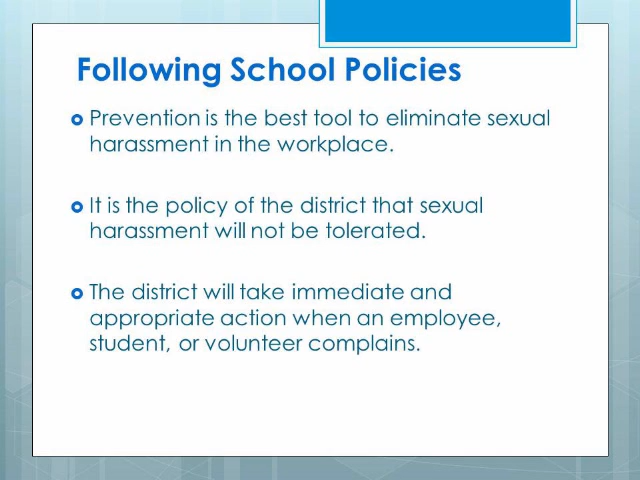 Following School Policies
Prevention is the best tool to eliminate sexual
harassment in the workplace.
It is the policy of the district that sexual
harassment will not be tolerated.
The district will take immediate and
appropriate action when an employee,
student, or volunteer complains.